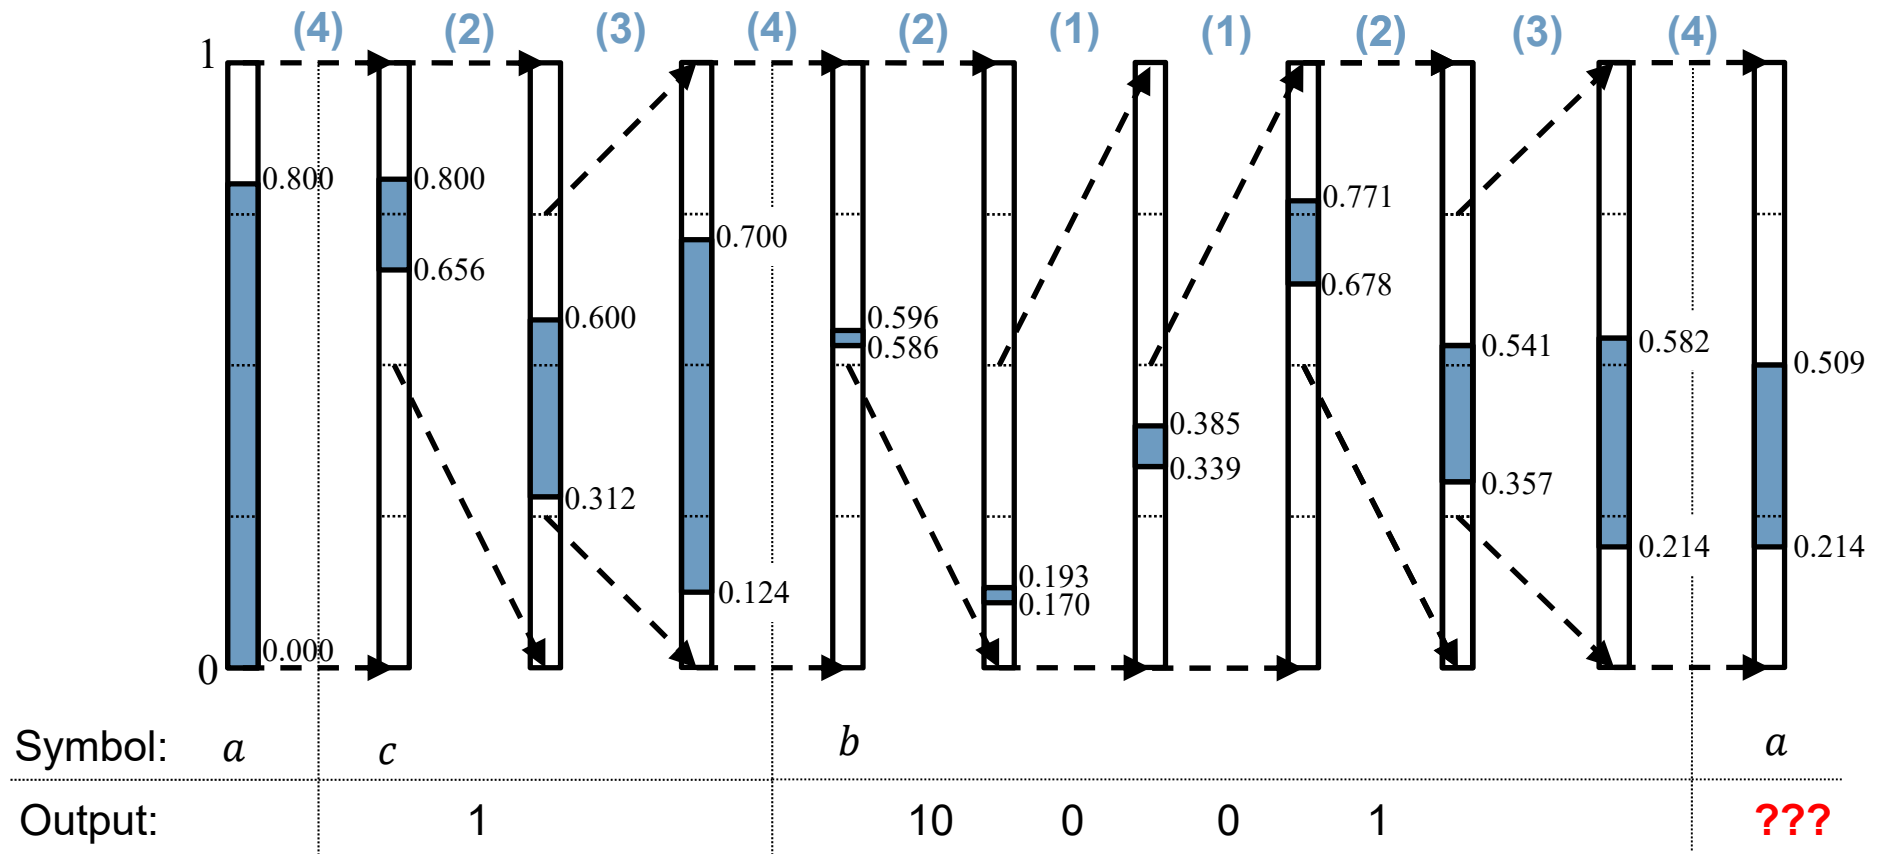 (4) (2) (3) (4) (2) (1) (1) (2) (3) (4)
1
0.800 0.800 0.771
0.700
0.656 0.678
0.600 0.596 0.541 0.582 0.509
0.586
0.385
0.312 0.339 0.357
0.193 0.214 0.214
0.124 0.170
0.000
0
Symbol: a c b a
Output: 1 10 0 0 1 ???